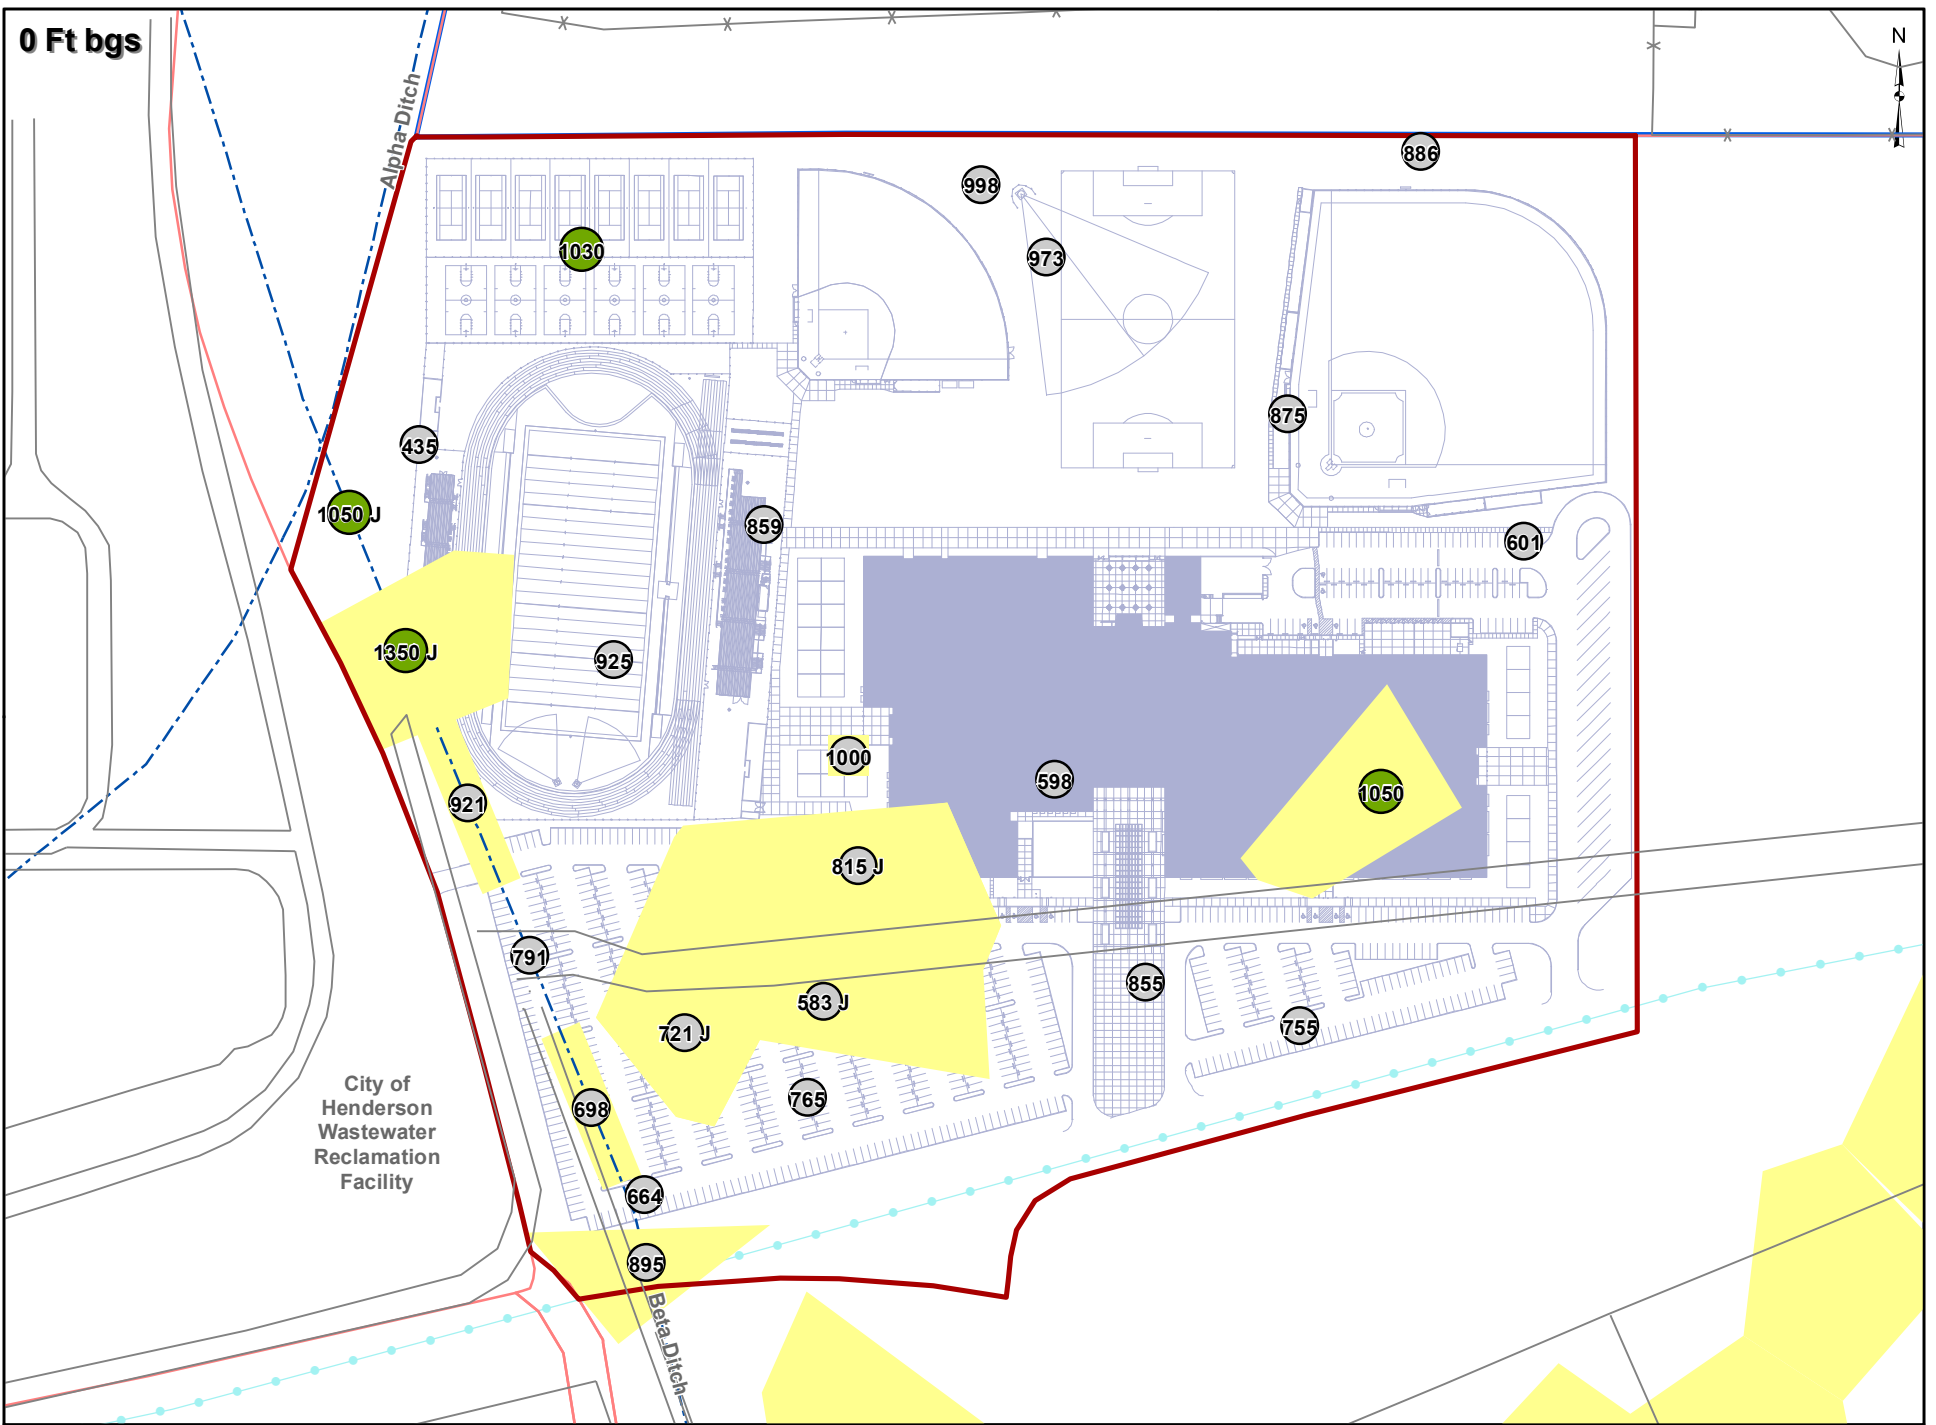 0 Ft bgs
N
Alpha Ditch
886
998
1030
973
875
435
1050 J
859
601
1350 J
925
1000
598
1050
921
815 J
791
855
583 J
721 J
755
765
698
City of
Henderson
Wastewater
Reclamation
Facility
664
895
Beta Ditch